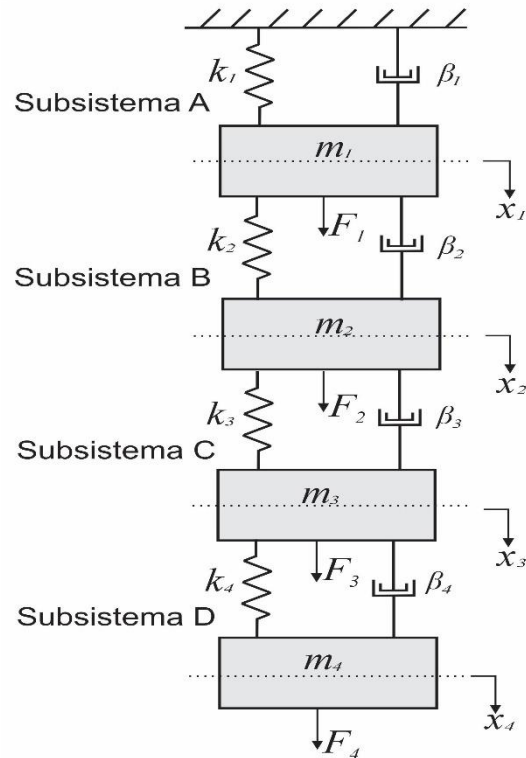 k₁ β₁
Subsistema A
m₁
x₁
F₁
k₂ β₂
Subsistema B
m₂
x₂
F₂
k₃ β₃
Subsistema C
m₃
x₃
F₃
k₄ β₄
Subsistema D
m₄
x₄
F₄